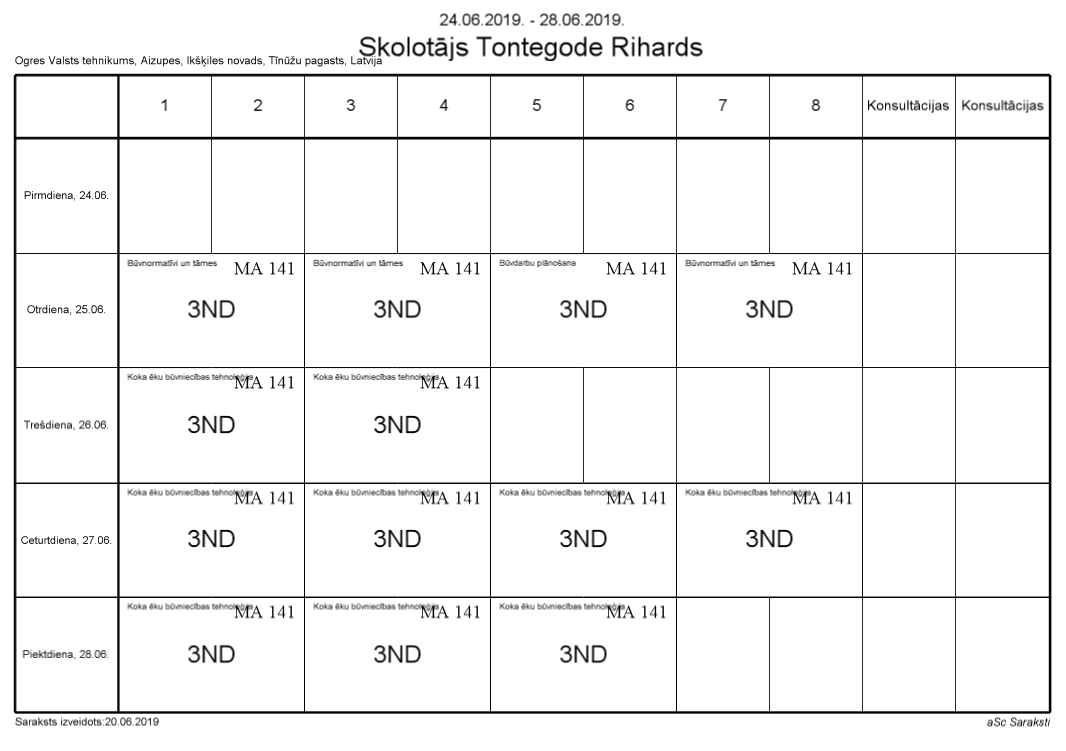 24.06.2019. - 28.06.2019.
Skolotājs Tontegode Rihards
Ogres Valsts tehnikums, Aizupes, Ikšķiles novads, Tīnūžu pagasts, Latvija
1 2 3 4 5 6 7 8 Konsultācijas Konsultācijas
Pirmdiena, 24.06.
Būvnormatīvi un tāmes MA 141 Būvnormatīvi un tāmes MA 141 Būvdarbu plānošana MA 141 Būvnormatīvi un tāmes MA 141
Otrdiena, 25.06. 3ND 3ND 3ND 3ND
Koka ēku būvniecības tehnoloģija MA 141 Koka ēku būvniecības tehnoloģija MA 141
Trešdiena, 26.06. 3ND 3ND
Koka ēku būvniecības tehnoloģija MA 141 Koka ēku būvniecības tehnoloģija MA 141 Koka ēku būvniecības tehnoloģija MA 141 Koka ēku būvniecības tehnoloģija MA 141
Ceturtdiena, 27.06. 3ND 3ND 3ND 3ND
Koka ēku būvniecības tehnoloģija MA 141 Koka ēku būvniecības tehnoloģija MA 141 Koka ēku būvniecības tehnoloģija MA 141
Piektdiena, 28.06. 3ND 3ND 3ND
Saraksts izveidots:20.06.2019 aSc Saraksti